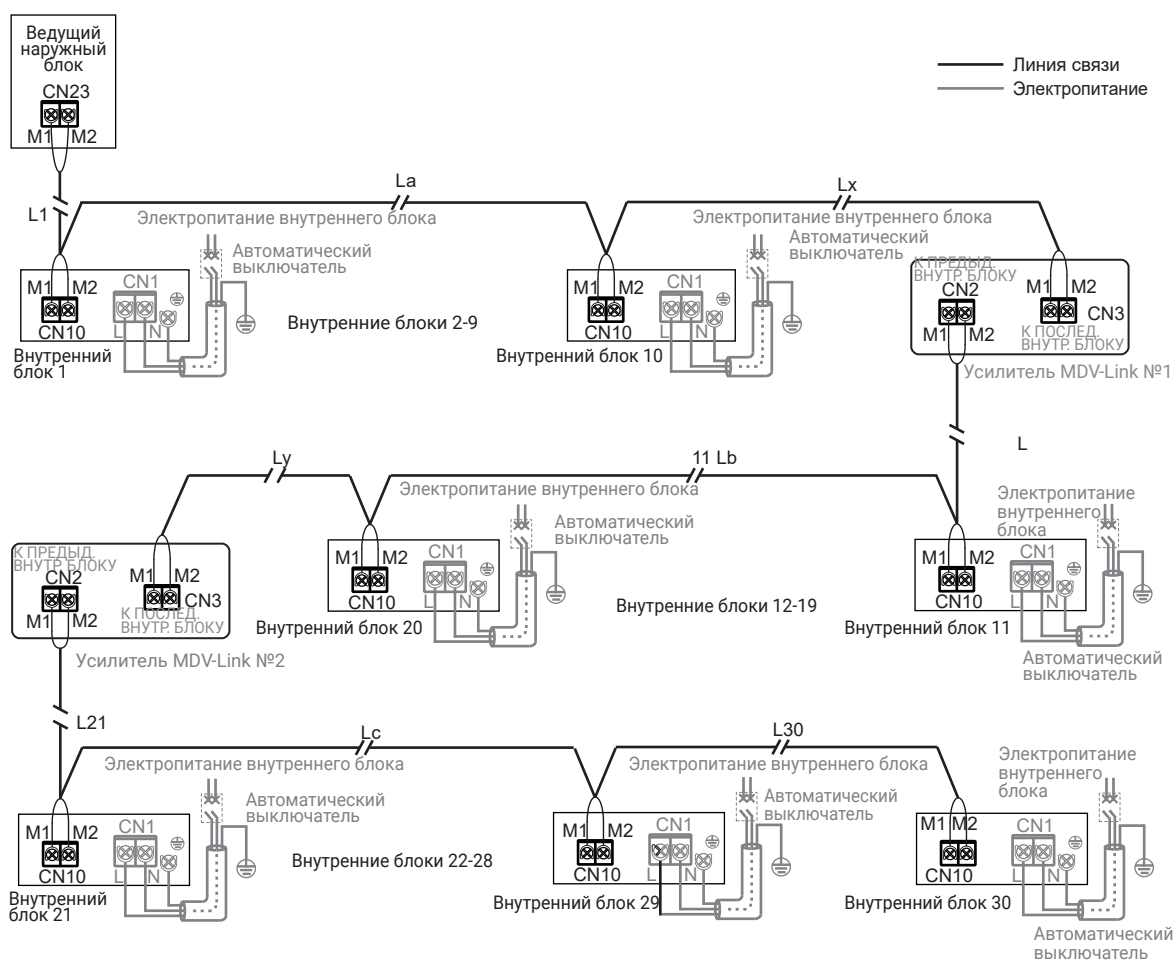 Ведущий
наружный
блок
CN23
M1 M2
Линия связи
Электропитание
L1
La
Lx
Электропитание внутреннего блока
Автоматический
выключатель
M1 M2
CN1
CN10
L N
Внутренний
блок 1
Внутренние блоки 2-9
Электропитание внутреннего блока
Автоматический
выключатель
M1 M2
CN1
CN10
L N
Внутренний блок 10
К ПРЕДЫД.
ВНУТР. БЛОКУ
CN2
M1 M2
M1 M2
CN3
К ПОСЛЕД.
ВНУТР. БЛОКУ
Усилитель MDV-Link №1
L
Ly
11 Lb
Электропитание внутреннего блока
Автоматический
выключатель
Электропитание
внутреннего
блока
К ПРЕДЫД.
ВНУТР. БЛОКУ
CN2
M1 M2
M1 M2
CN3
К ПОСЛЕД.
ВНУТР. БЛОКУ
Усилитель MDV-Link №2
M1 M2
CN1
CN10
L N
Внутренний блок 20
Внутренние блоки 12-19
M1 M2
CN1
CN10
L N
Внутренний блок 11
Автоматический
выключатель
L21
Lc
L30
Электропитание внутреннего блока
Автоматический
выключатель
M1 M2
CN1
CN10
L N
Внутренний
блок 21
Внутренние блоки 22-28
Электропитание внутреннего блока
Автоматический
выключатель
M1 M2
CN1
CN10
L N
Внутренний блок 29
Электропитание
внутреннего
блока
M1 M2
CN1
CN10
L N
Внутренний блок 30
Автоматический
выключатель